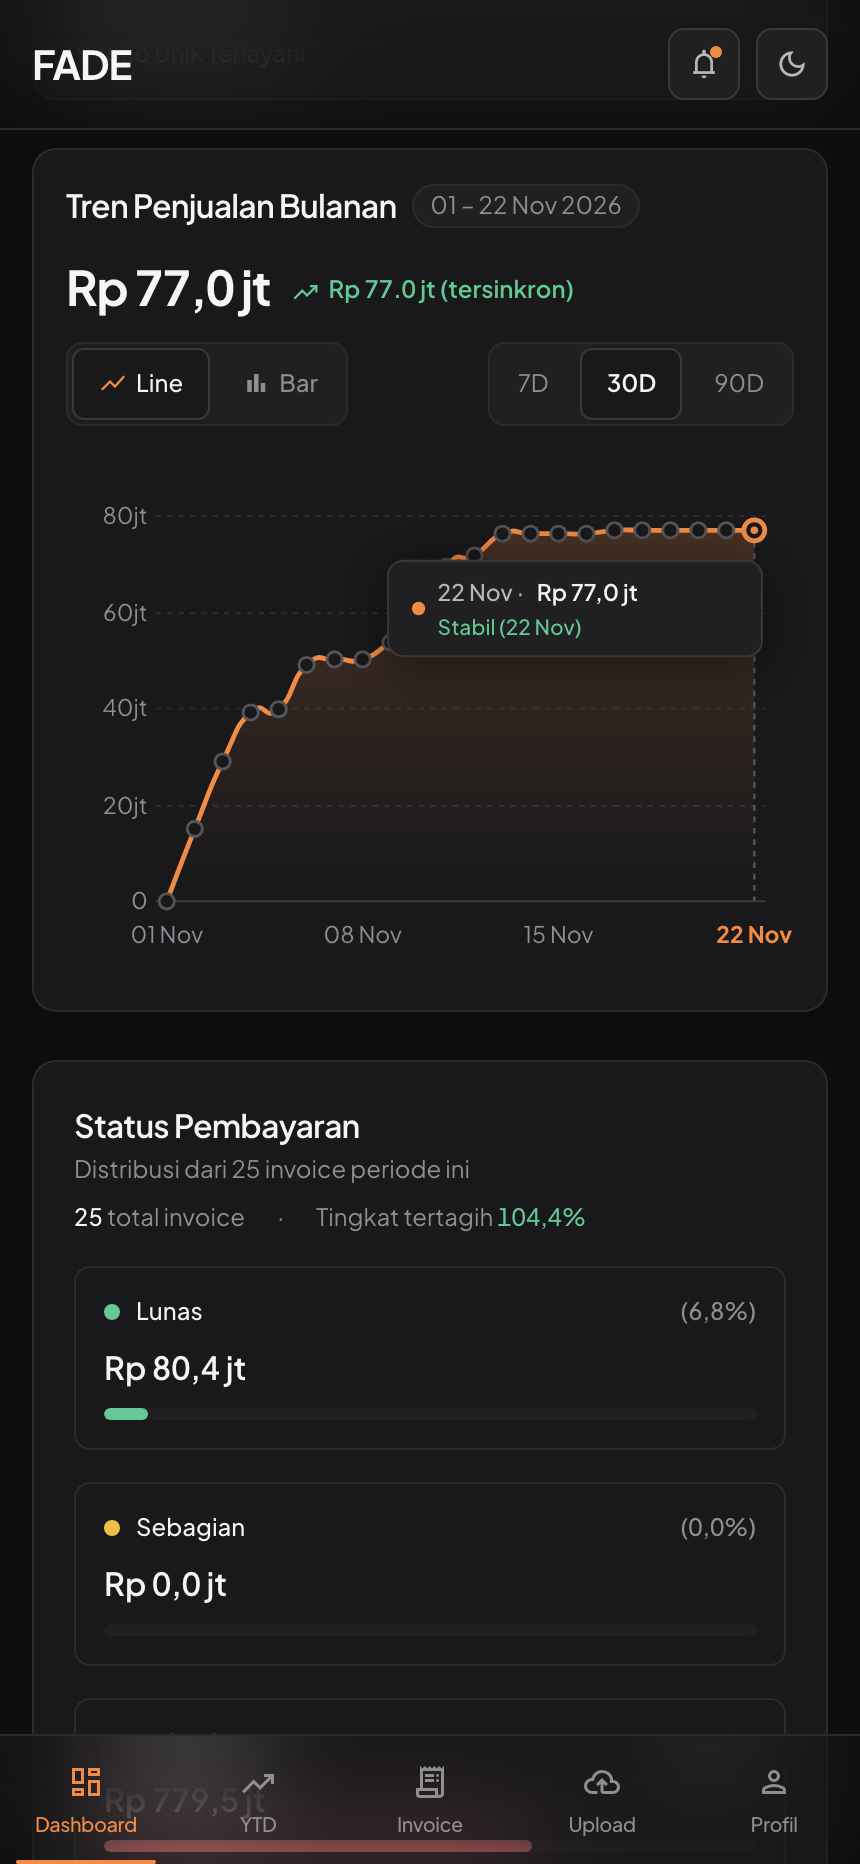 o Unik Terlayani
FADE
Tren Penjualan Bulanan 01 – 22 Nov 2026
Rp 77,0 jt Rp 77.0 jt (tersinkron)
Line Bar 7D 30D 90D
80jt
60jt
40jt
20jt
0
22 Nov · Rp 77,0 jt
Stabil (22 Nov)
01 Nov 08 Nov 15 Nov 22 Nov
Status Pembayaran
Distribusi dari 25 invoice periode ini
25 total invoice · Tingkat tertagih 104,4%
Lunas (6,8%)
Rp 80,4 jt
Sebagian (0,0%)
Rp 0,0 jt
Rp 779,5 jt
Dashboard YTD Invoice Upload Profil